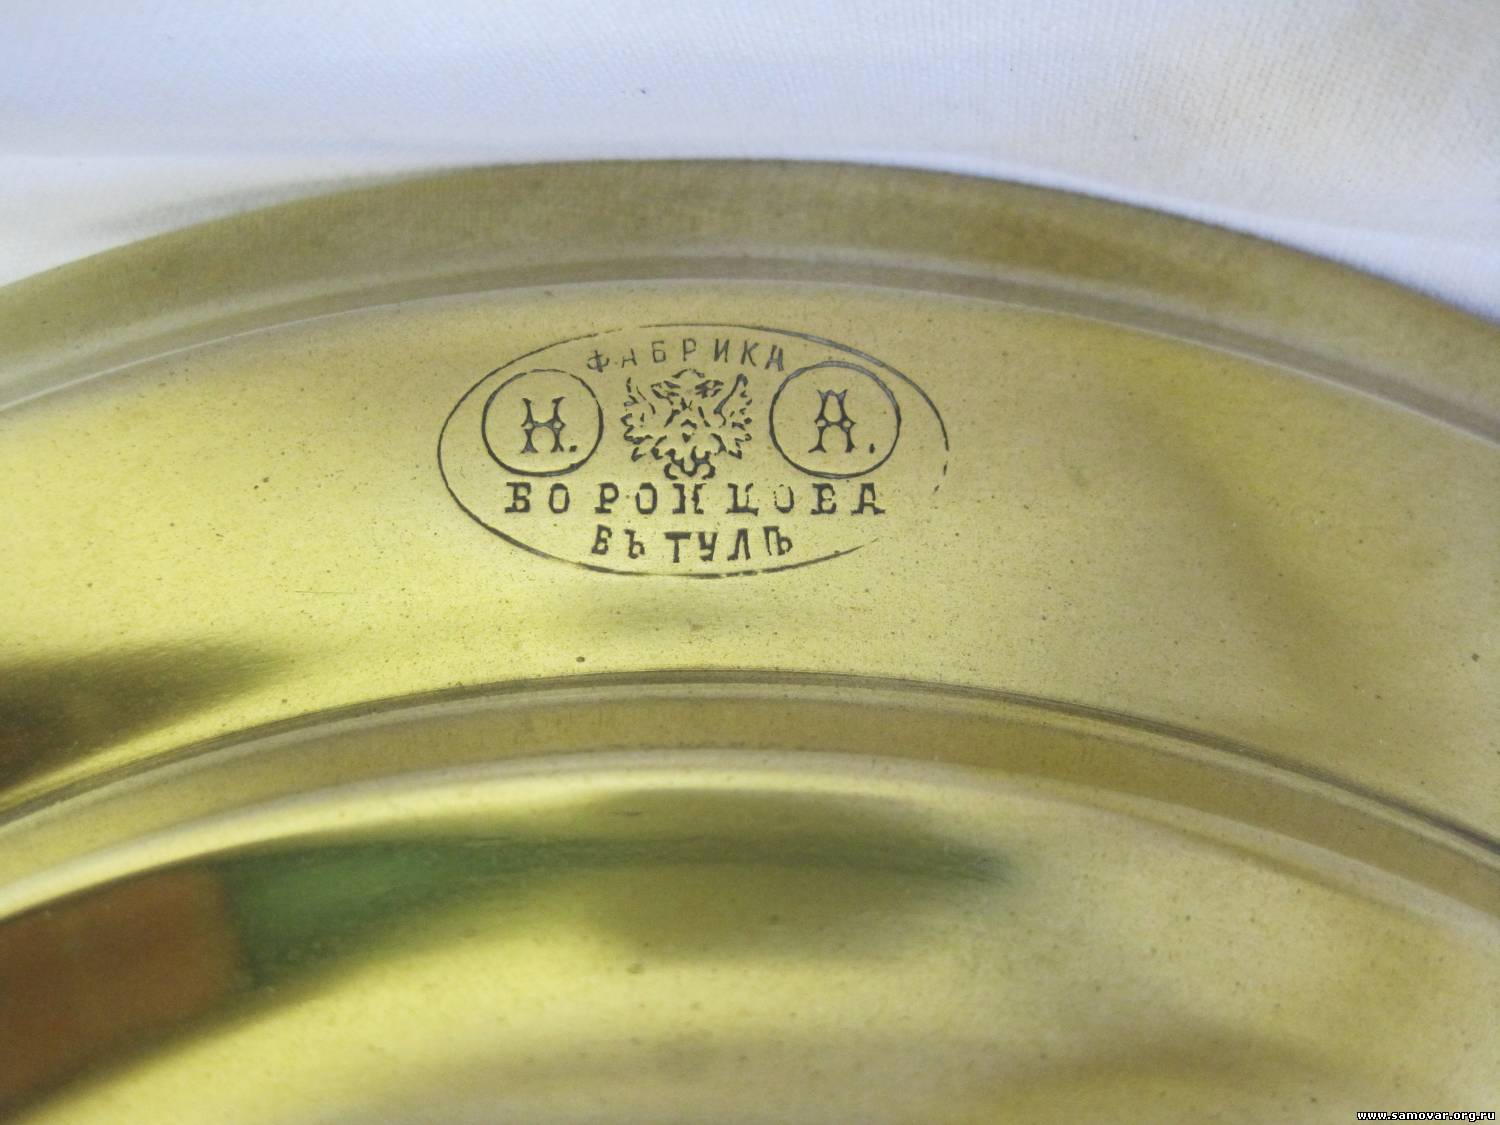 ФАБРИКА
Н. А.
ВОРОНЦОВА
ВЪ ТУЛѢ
www.samovar.org.ru